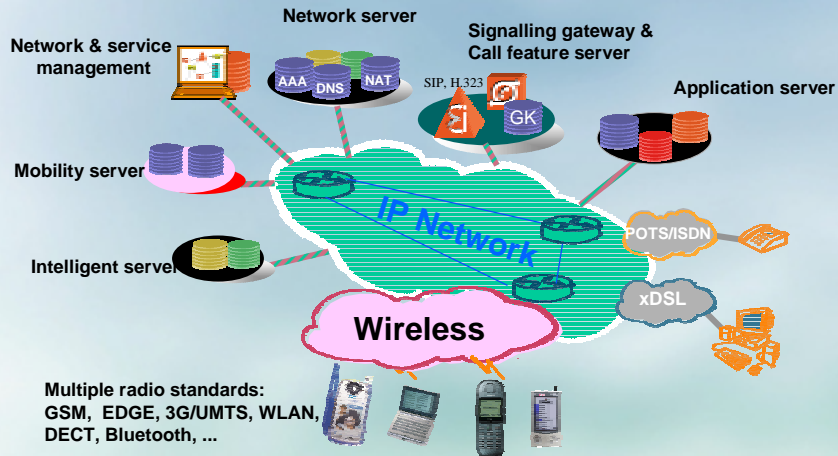 Network server
Network & service
management
Signalling gateway &
Call feature server
AAA
DNS
NAT
SIP, H.323
GK
Application server
Mobility server
IP Network
POTS/ISDN
Intelligent server
xDSL
Wireless
Multiple radio standards:
GSM, EDGE, 3G/UMTS, WLAN,
DECT, Bluetooth, ...